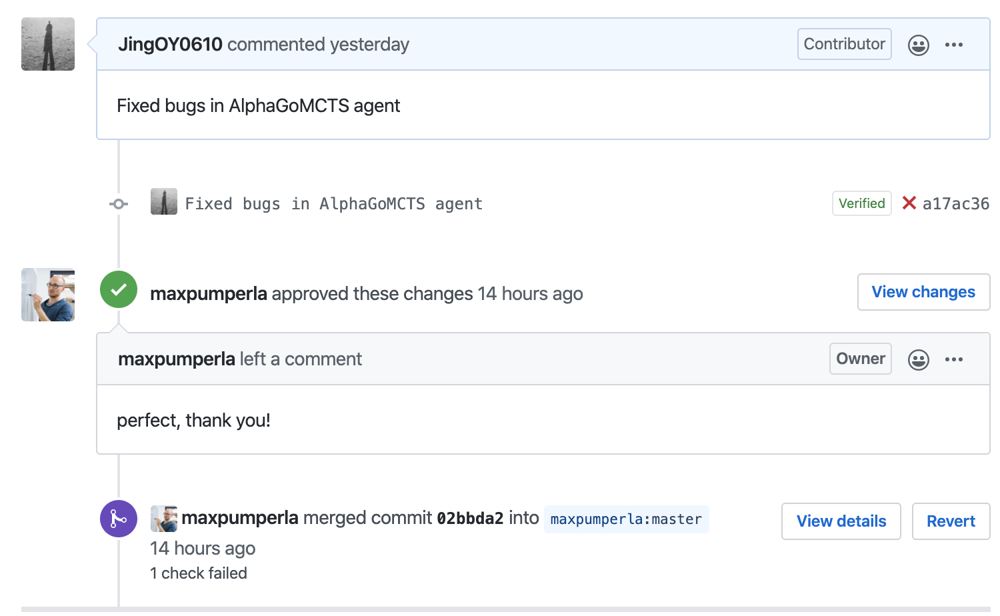 JingOY0610 commented yesterday Contributor
Fixed bugs in AlphaGoMCTS agent
Fixed bugs in AlphaGoMCTS agent Verified a17ac36
maxpumperla approved these changes 14 hours ago View changes
maxpumperla left a comment Owner
perfect, thank you!
maxpumperla merged commit 02bbda2 into maxpumperla:master View details Revert
14 hours ago
1 check failed